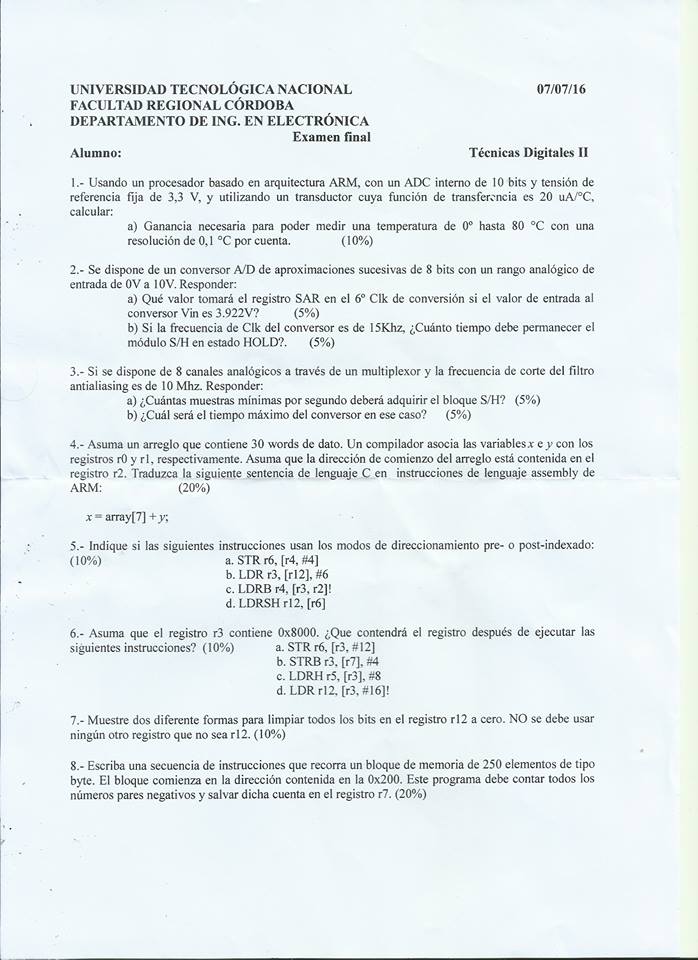 UNIVERSIDAD TECNOLÓGICA NACIONAL 07/07/16
FACULTAD REGIONAL CÓRDOBA
DEPARTAMENTO DE ING. EN ELECTRÓNICA
Examen final
Alumno: Técnicas Digitales II
1.- Usando un procesador basado en arquitectura ARM, con un ADC interno de 10 bits y tensión de
referencia fija de 3,3 V, y utilizando un transductor cuya función de transferencia es 20 uA/°C,
calcular:
a) Ganancia necesaria para poder medir una temperatura de 0º hasta 80 °C con una
resolución de 0,1 °C por cuenta. (10%)
2.- Se dispone de un conversor A/D de aproximaciones sucesivas de 8 bits con un rango analógico de
entrada de 0V a 10V. Responder:
a) Qué valor tomará el registro SAR en el 6º Clk de conversión si el valor de entrada al
conversor Vin es 3.922V? (5%)
b) Si la frecuencia de Clk del conversor es de 15Khz, ¿Cuánto tiempo debe permanecer el
módulo S/H en estado HOLD?. (5%)
3.- Si se dispone de 8 canales analógicos a través de un multiplexor y la frecuencia de corte del filtro
antialiasing es de 10 Mhz. Responder:
a) ¿Cuántas muestras mínimas por segundo deberá adquirir el bloque S/H? (5%)
b) ¿Cuál será el tiempo máximo del conversor en ese caso? (5%)
4.- Asuma un arreglo que contiene 30 words de dato. Un compilador asocia las variables x e y con los
registros r0 y r1, respectivamente. Asuma que la dirección de comienzo del arreglo está contenida en el
registro r2. Traduzca la siguiente sentencia de lenguaje C en instrucciones de lenguaje assembly de
ARM: (20%)
x = array[7] + y;
5.- Indique si las siguientes instrucciones usan los modos de direccionamiento pre- o post-indexado:
(10%) a. STR r6, [r4, #4]
b. LDR r3, [r12], #6
c. LDRB r4, [r3, r2]!
d. LDRSH r12, [r6]
6.- Asuma que el registro r3 contiene 0x8000. ¿Que contendrá el registro después de ejecutar las
siguientes instrucciones? (10%) a. STR r6, [r3, #12]
b. STRB r3, [r7], #4
c. LDRH r5, [r3], #8
d. LDR r12, [r3, #16]!
7.- Muestre dos diferente formas para limpiar todos los bits en el registro r12 a cero. NO se debe usar
ningún otro registro que no sea r12. (10%)
8.- Escriba una secuencia de instrucciones que recorra un bloque de memoria de 250 elementos de tipo
byte. El bloque comienza en la dirección contenida en la 0x200. Este programa debe contar todos los
números pares negativos y salvar dicha cuenta en el registro r7. (20%)